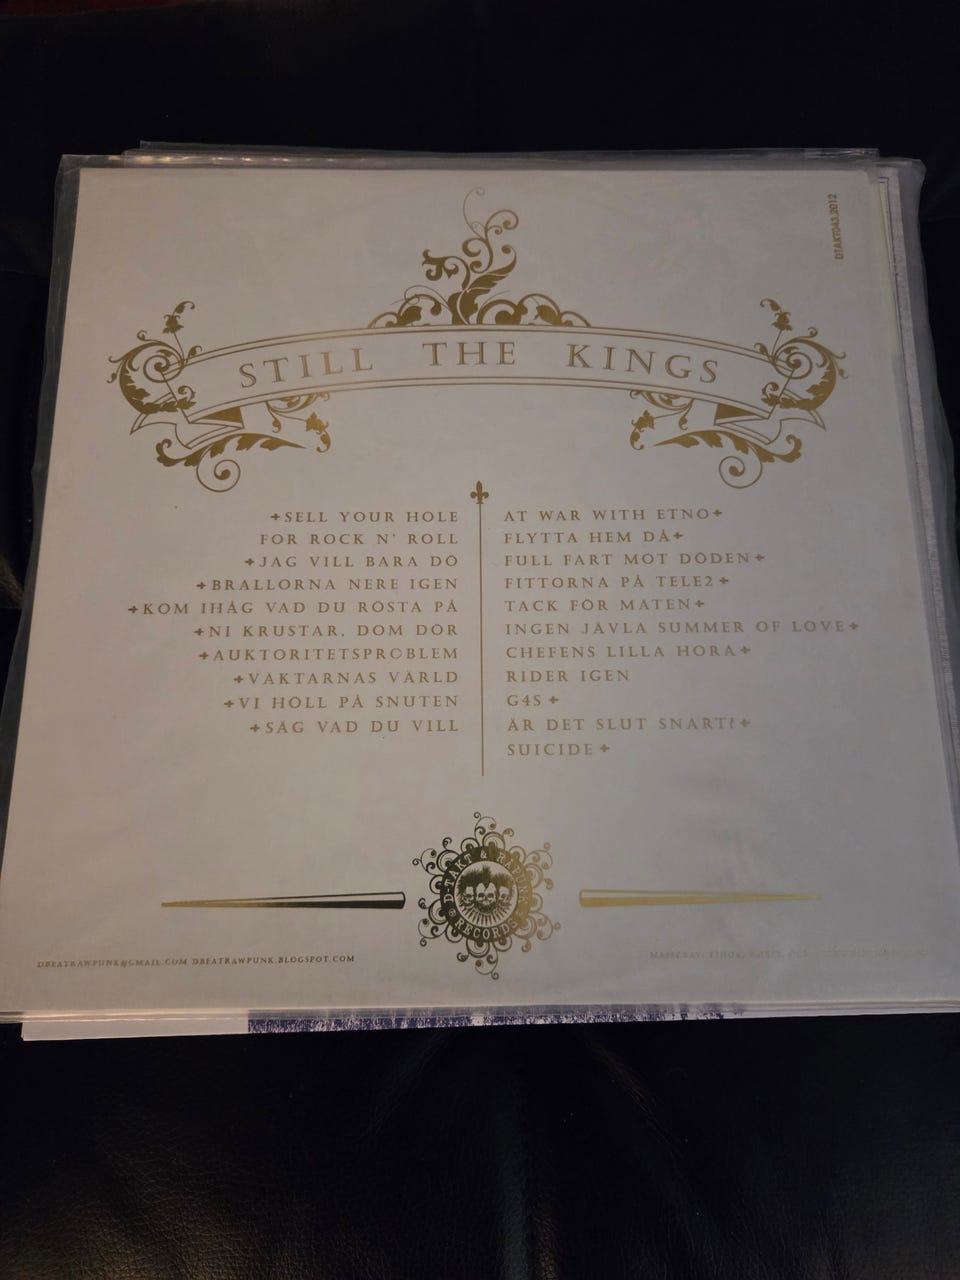 DTAKT043.2012
STILL THE KINGS
+SELL YOUR HOLE
FOR ROCK N' ROLL
+JAG VILL BARA DÖ
+BRALLORNA NERE IGEN
+KOM IHÅG VAD DU RÖSTA PÅ
+NI KRUSTAR, DOM DÖR
+AUKTORITETSPROBLEM
+VAKTARNAS VÄRLD
+VI HÖLL PÅ SNUTEN
+SÄG VAD DU VILL
AT WAR WITH ETNO+
FLYTTA HEM DÅ+
FULL FART MOT DÖDEN+
FITTORNA PÅ TELE2+
TACK FÖR MATEN+
INGEN JÄVLA SUMMER OF LOVE+
CHEFENS LILLA HORA+
RIDER IGEN
G4S+
ÄR DET SLUT SNART?+
SUICIDE+
D-TAKT & RÅPUNK
RECORDS
DBEATRAWPUNK@GMAIL.COM DBEATRAWPUNK.BLOGSPOT.COM